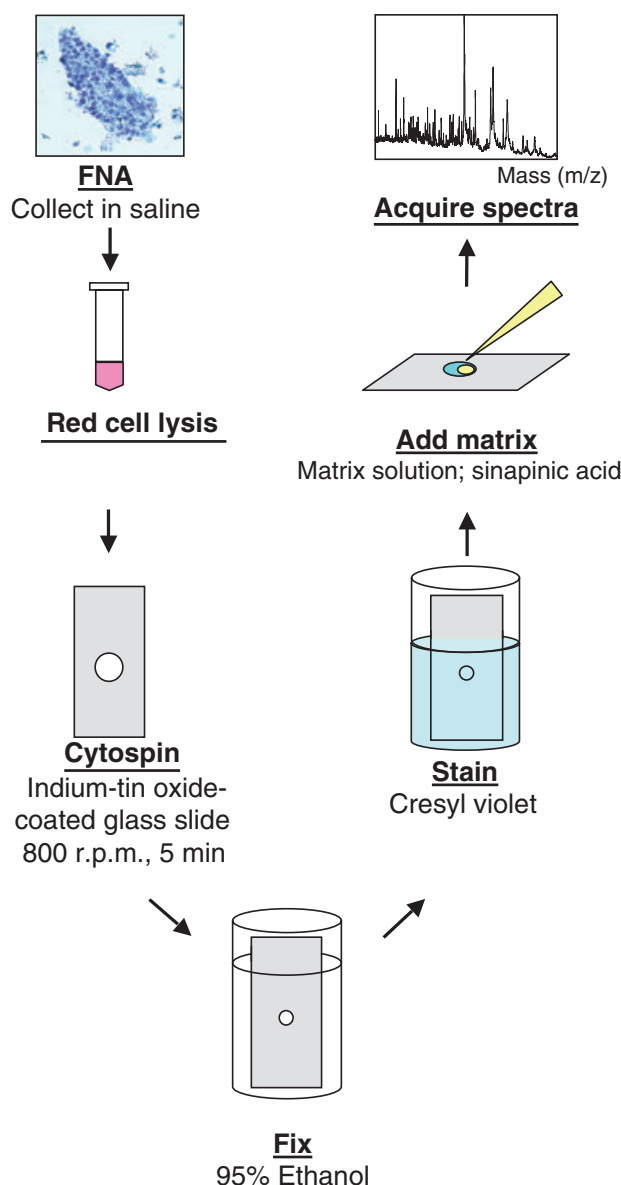 FNA
Collect in saline
Red cell lysis
Cytospin
Indium-tin oxide-
coated glass slide
800 r.p.m., 5 min
Fix
95% Ethanol
Stain
Cresyl violet
Add matrix
Matrix solution; sinapinic acid
Mass (m/z)
Acquire spectra